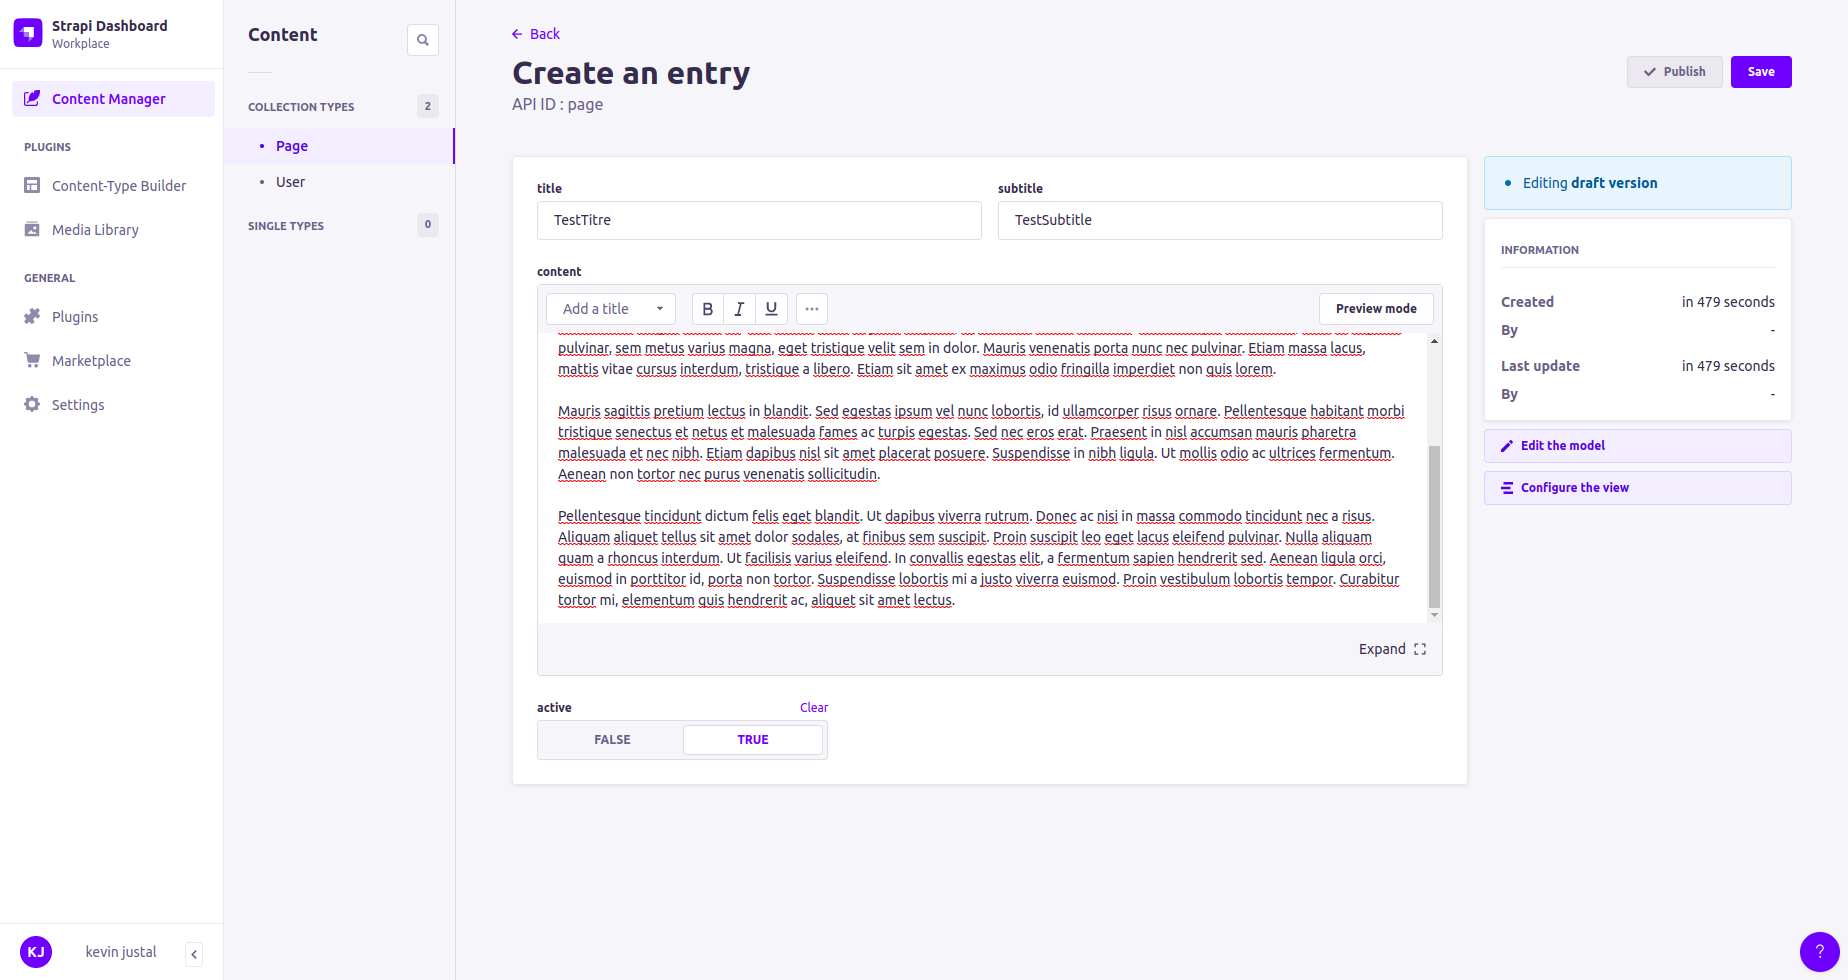 Strapi Dashboard
Workplace
Content Manager
PLUGINS
Content-Type Builder
Media Library
GENERAL
Plugins
Marketplace
Settings
KJ
kevin justal
Content
COLLECTION TYPES
2
Page
User
SINGLE TYPES
0
Back
Create an entry
API ID : page
Publish
Save
title
TestTitre
subtitle
TestSubtitle
content
Add a title
B I U
Preview mode
pulvinar, sem metus varius magna, eget tristique velit sem in dolor. Mauris venenatis porta nunc nec pulvinar. Etiam massa lacus,
mattis vitae cursus interdum, tristique a libero. Etiam sit amet ex maximus odio fringilla imperdiet non quis lorem.
Mauris sagittis pretium lectus in blandit. Sed egestas ipsum vel nunc lobortis, id ullamcorper risus ornare. Pellentesque habitant morbi
tristique senectus et netus et malesuada fames ac turpis egestas. Sed nec eros erat. Praesent in nisl accumsan mauris pharetra
malesuada et nec nibh. Etiam dapibus nisl sit amet placerat posuere. Suspendisse in nibh ligula. Ut mollis odio ac ultrices fermentum.
Aenean non tortor nec purus venenatis sollicitudin.
Pellentesque tincidunt dictum felis eget blandit. Ut dapibus viverra rutrum. Donec ac nisi in massa commodo tincidunt nec a risus.
Aliquam aliquet tellus sit amet dolor sodales, at finibus sem suscipit. Proin suscipit leo eget lacus eleifend pulvinar. Nulla aliquam
quam a rhoncus interdum. Ut facilisis varius eleifend. In convallis egestas elit, a fermentum sapien hendrerit sed. Aenean ligula orci,
euismod in porttitor id, porta non tortor. Suspendisse lobortis mi a justo viverra euismod. Proin vestibulum lobortis tempor. Curabitur
tortor mi, elementum quis hendrerit ac, aliquet sit amet lectus.
Expand
active
Clear
FALSE
TRUE
Editing draft version
INFORMATION
Created
in 479 seconds
By
-
Last update
in 479 seconds
By
-
Edit the model
Configure the view
?